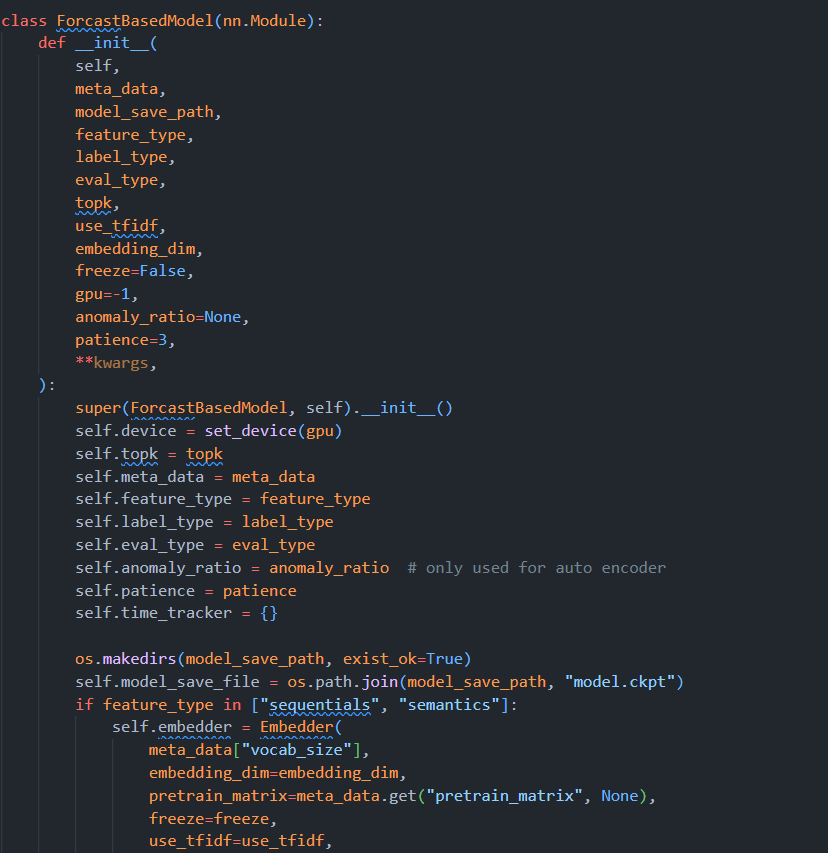 class ForcastBasedModel(nn.Module):
    def __init__(
        self,
        meta_data,
        model_save_path,
        feature_type,
        label_type,
        eval_type,
        topk,
        use_tfidf,
        embedding_dim,
        freeze=False,
        gpu=-1,
        anomaly_ratio=None,
        patience=3,
        **kwargs,
    ):
        super(ForcastBasedModel, self).__init__()
        self.device = set_device(gpu)
        self.topk = topk
        self.meta_data = meta_data
        self.feature_type = feature_type
        self.label_type = label_type
        self.eval_type = eval_type
        self.anomaly_ratio = anomaly_ratio  # only used for auto encoder
        self.patience = patience
        self.time_tracker = {}

        os.makedirs(model_save_path, exist_ok=True)
        self.model_save_file = os.path.join(model_save_path, "model.ckpt")
        if feature_type in ["sequentials", "semantics"]:
            self.embedder = Embedder(
                meta_data["vocab_size"],
                embedding_dim=embedding_dim,
                pretrain_matrix=meta_data.get("pretrain_matrix", None),
                freeze=freeze,
                use_tfidf=use_tfidf,